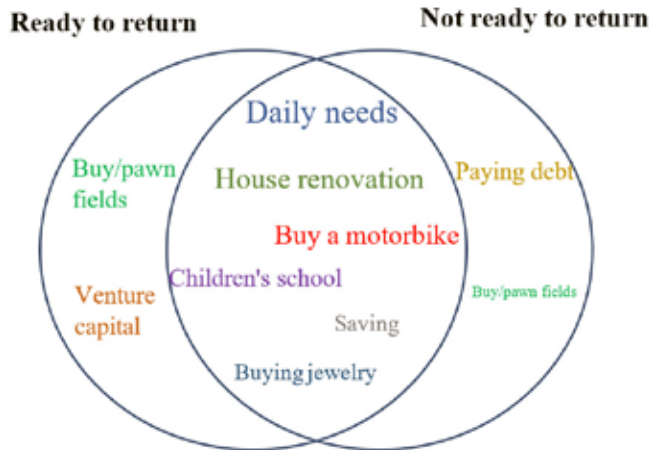 Ready to return
Not ready to return
Daily needs
Buy/pawn
fields
House renovation
Paying debt
Buy a motorbike
Children's school
Venture
capital
Buy/pawn fields
Saving
Buying jewelry